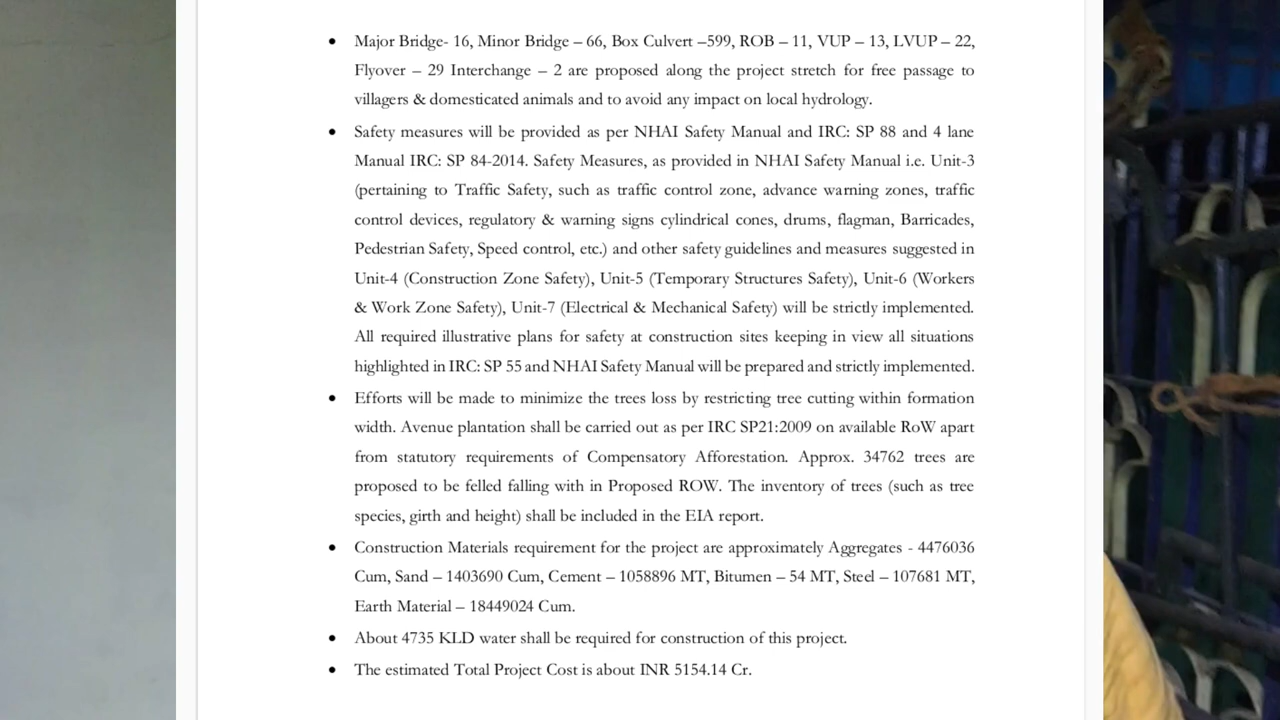 • Major Bridge- 16, Minor Bridge – 66, Box Culvert –599, ROB – 11, VUP – 13, LVUP – 22,
Flyover – 29 Interchange – 2 are proposed along the project stretch for free passage to
villagers & domesticated animals and to avoid any impact on local hydrology.
• Safety measures will be provided as per NHAI Safety Manual and IRC: SP 88 and 4 lane
Manual IRC: SP 84-2014. Safety Measures, as provided in NHAI Safety Manual i.e. Unit-3
(pertaining to Traffic Safety, such as traffic control zone, advance warning zones, traffic
control devices, regulatory & warning signs cylindrical cones, drums, flagman, Barricades,
Pedestrian Safety, Speed control, etc.) and other safety guidelines and measures suggested in
Unit-4 (Construction Zone Safety), Unit-5 (Temporary Structures Safety), Unit-6 (Workers
& Work Zone Safety), Unit-7 (Electrical & Mechanical Safety) will be strictly implemented.
All required illustrative plans for safety at construction sites keeping in view all situations
highlighted in IRC: SP 55 and NHAI Safety Manual will be prepared and strictly implemented.
• Efforts will be made to minimize the trees loss by restricting tree cutting within formation
width. Avenue plantation shall be carried out as per IRC SP21:2009 on available RoW apart
from statutory requirements of Compensatory Afforestation. Approx. 34762 trees are
proposed to be felled falling with in Proposed ROW. The inventory of trees (such as tree
species, girth and height) shall be included in the EIA report.
• Construction Materials requirement for the project are approximately Aggregates - 4476036
Cum, Sand – 1403690 Cum, Cement – 1058896 MT, Bitumen – 54 MT, Steel – 107681 MT,
Earth Material – 18449024 Cum.
• About 4735 KLD water shall be required for construction of this project.
• The estimated Total Project Cost is about INR 5154.14 Cr.